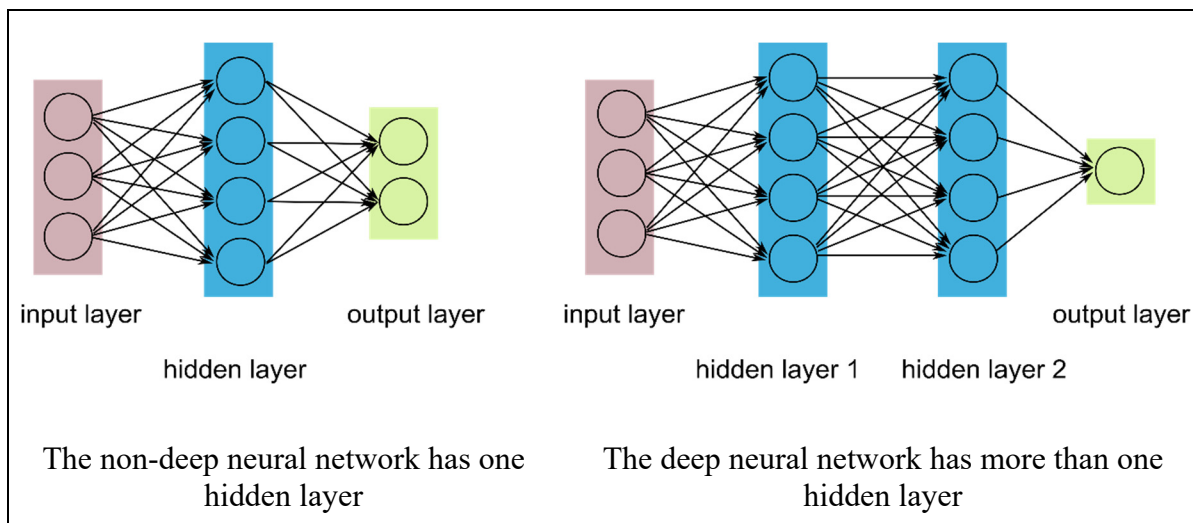 input layer
output layer
hidden layer
The non-deep neural network has one
hidden layer
input layer
output layer
hidden layer 1
hidden layer 2
The deep neural network has more than one
hidden layer